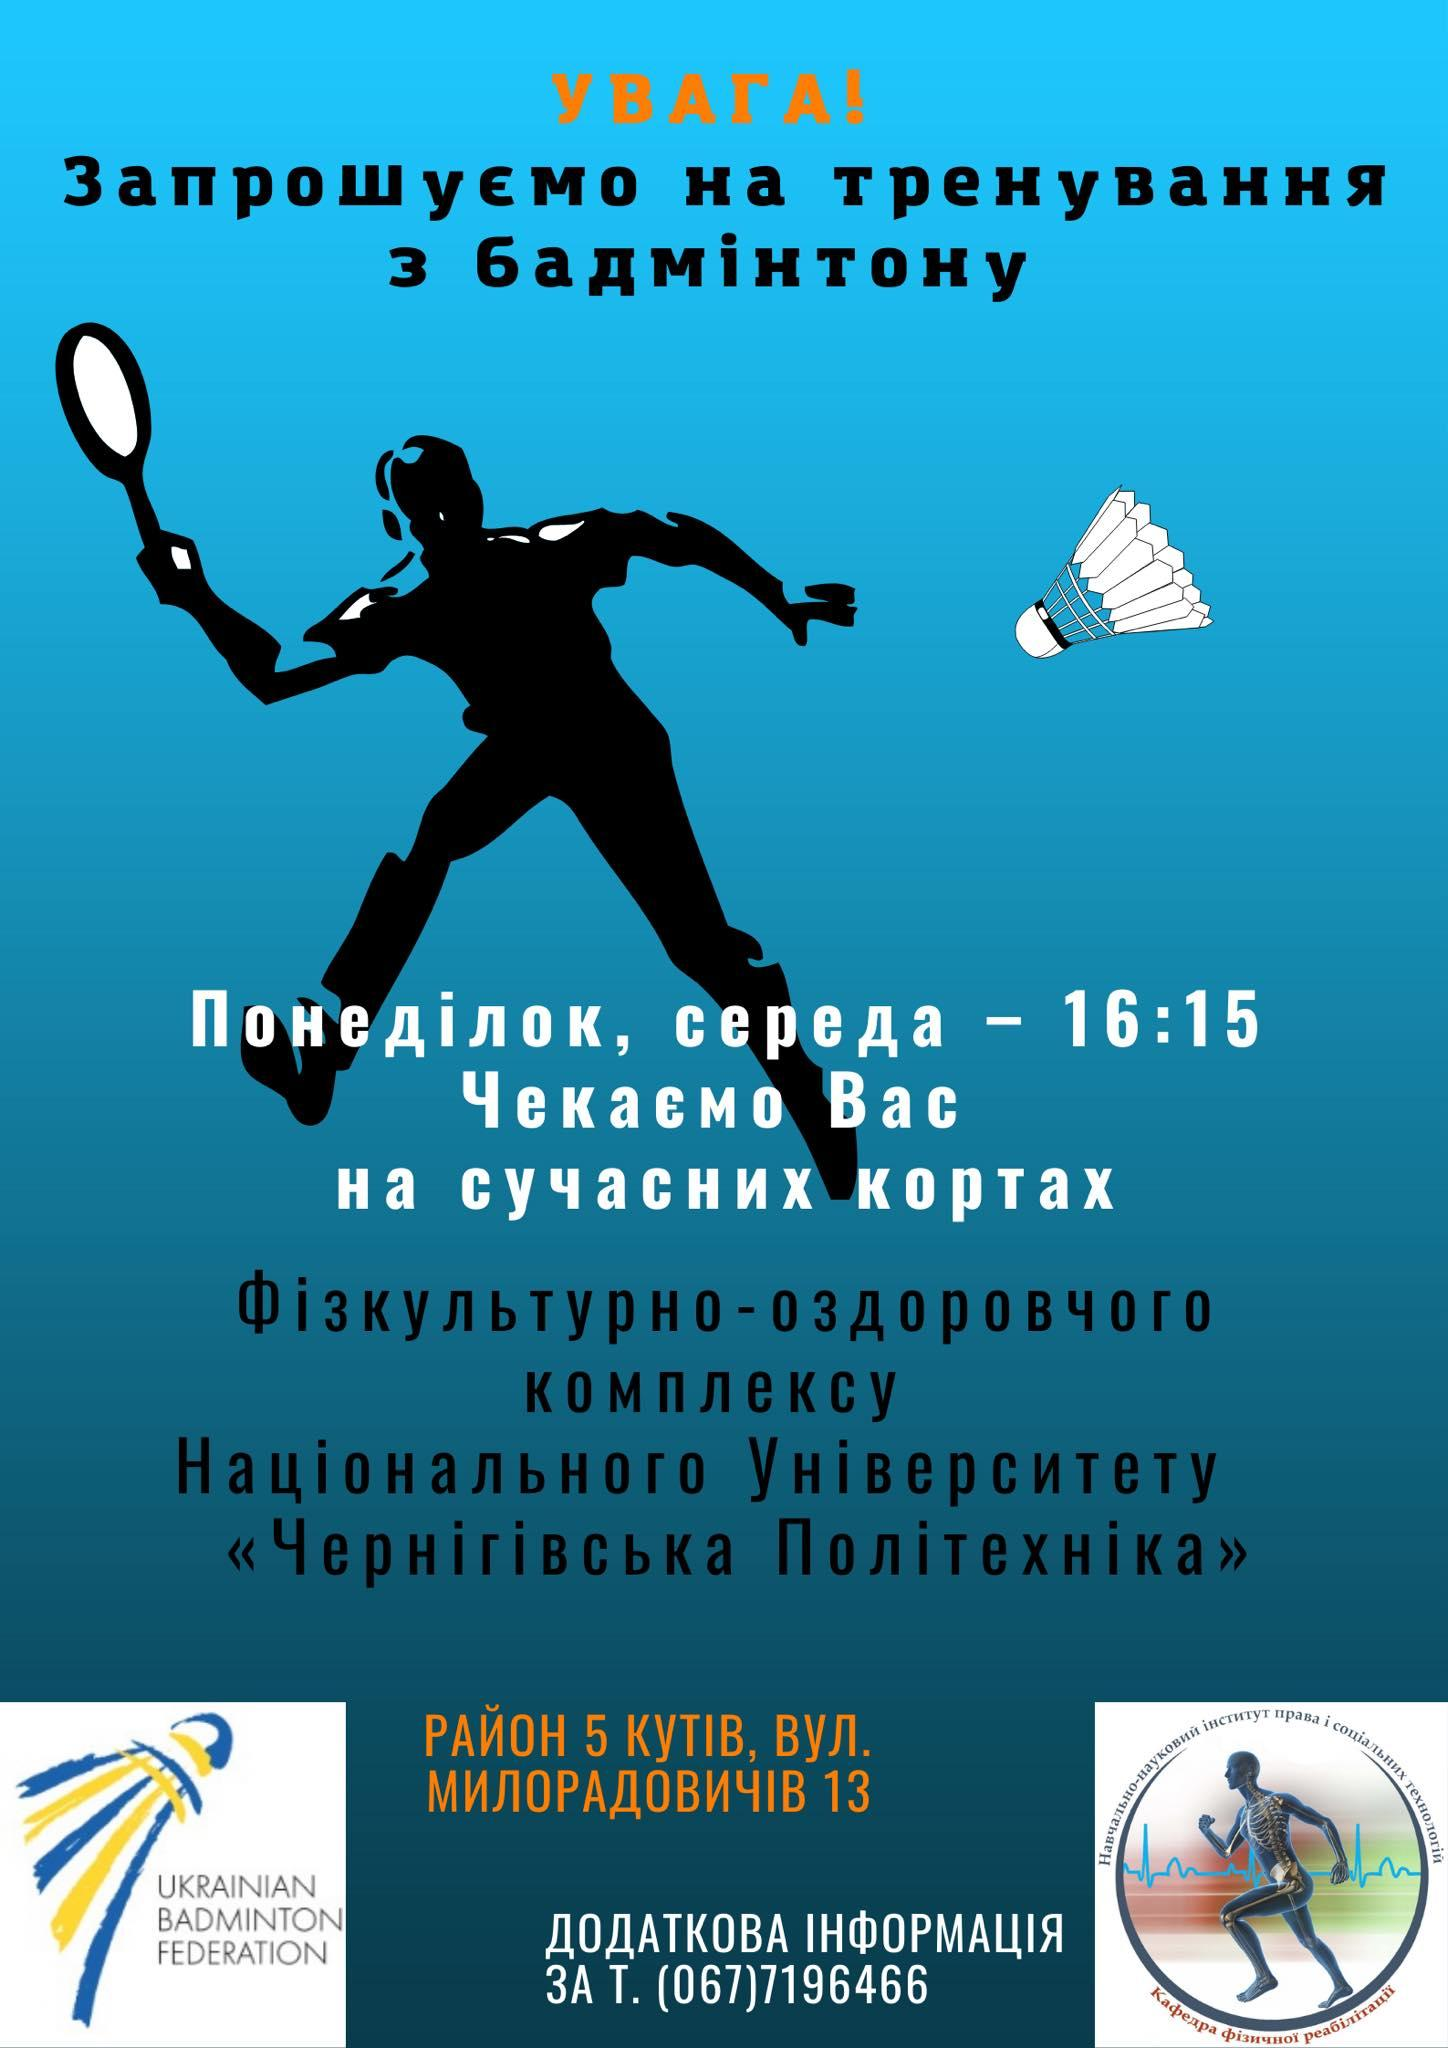 УВАГА!
Запрошуємо на тренування
з бадмінтону
Понеділок, середа – 16:15
Чекаємо Вас
на сучасних кортах
Фізкультурно-оздоровчого
комплексу
Національного Університету
«Чернігівська Політехніка»
РАЙОН 5 КУТІВ, ВУЛ.
МИЛОРАДОВИЧІВ 13
ДОДАТКОВА ІНФОРМАЦІЯ
ЗА Т. (067)7196466
UKRAINIAN
BADMINTON
FEDERATION
Навчально-науковий інститут права і соціальних технологій
Кафедра фізичної реабілітації